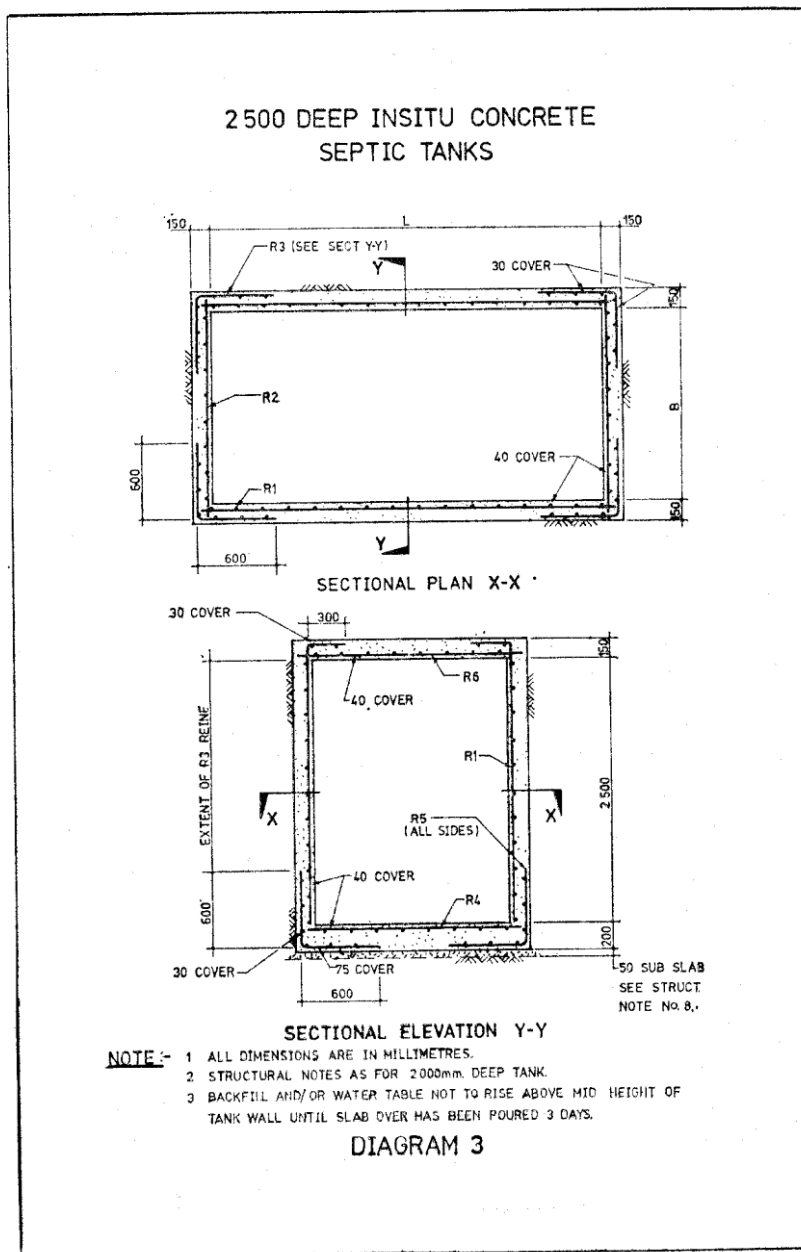 2500 DEEP INSITU CONCRETE
SEPTIC TANKS
150
L
150
R3 (SEE SECT Y-Y)
Y
30 COVER
150
R2
B
600
40 COVER
R1
150
Y
600
SECTIONAL PLAN X-X
30 COVER
300
150
R6
40 COVER
EXTENT OF R3 REINE
R1
2500
X
X
R5
(ALL SIDES)
40 COVER
R4
600
200
30 COVER
75 COVER
600
50 SUB SLAB
SEE STRUCT
NOTE No. 8.
SECTIONAL ELEVATION Y-Y
NOTE :- 1 ALL DIMENSIONS ARE IN MILLIMETRES.
2 STRUCTURAL NOTES AS FOR 2000mm. DEEP TANK.
3 BACKFILL AND/OR WATER TABLE NOT TO RISE ABOVE MID HEIGHT OF
TANK WALL UNTIL SLAB OVER HAS BEEN POURED 3 DAYS.
DIAGRAM 3